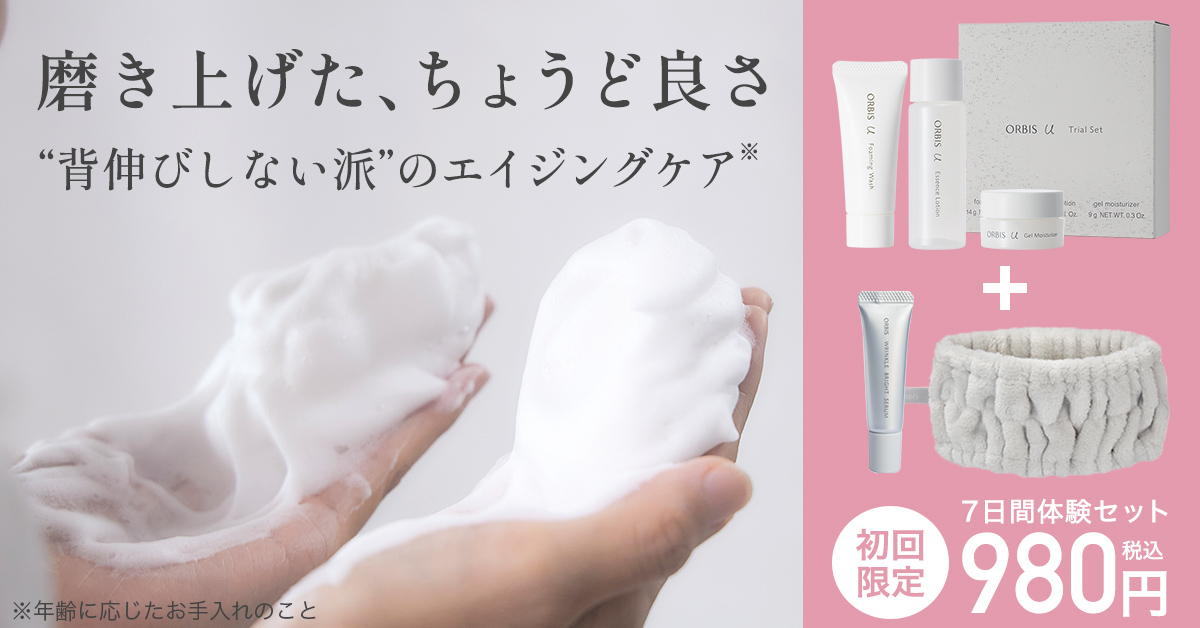 磨き上げた、ちょうど良さ
“背伸びしない派”のエイジングケア※
※年齢に応じたお手入れのこと
ORBIS u Trial Set
gel moisturizer
9g NET WT. 0.3 Oz.
ORBIS u Foaming Wash
ORBIS u Essence Lotion
ORBIS u Gel Moisturizer
+
ORBIS WRINKLE BRIGHT SERUM
初回
限定
7日間体験セット
980円
税込